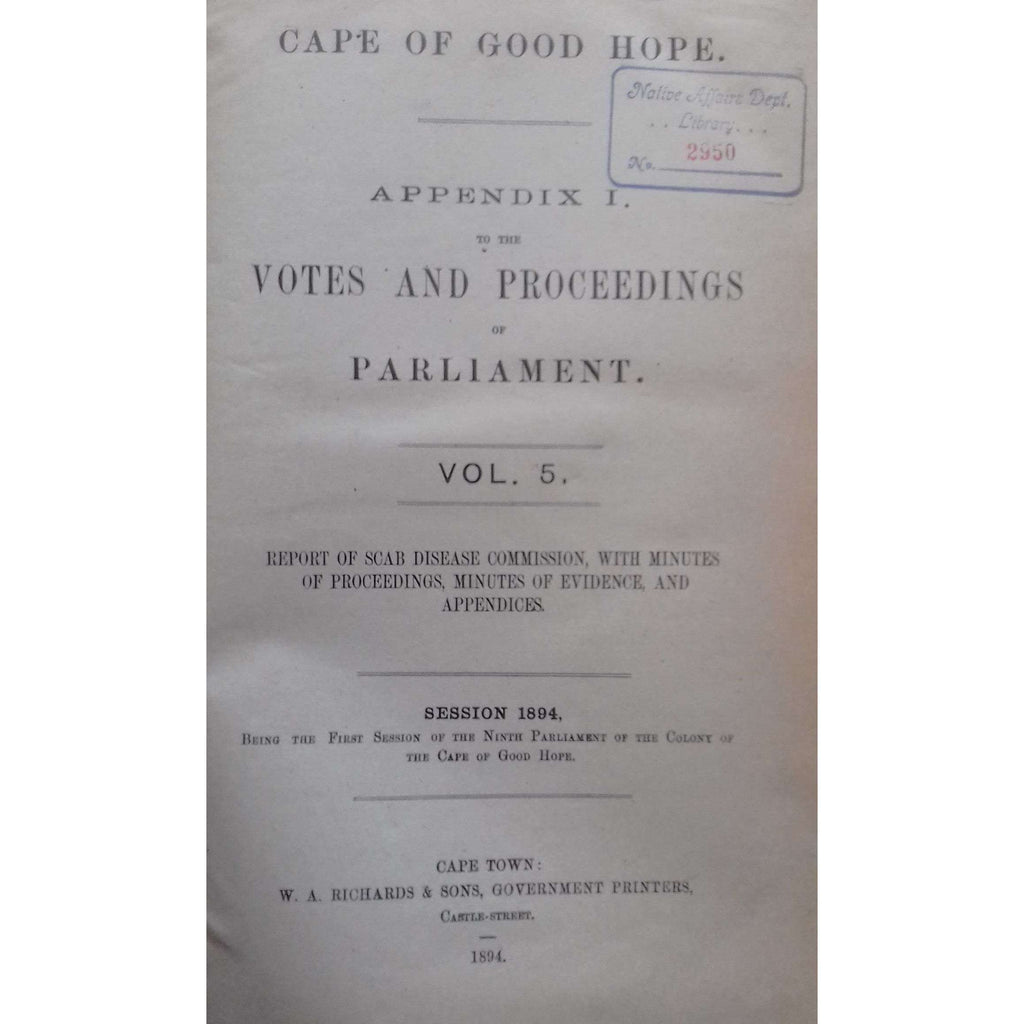 CAPE OF GOOD HOPE.
Native Affairs Dept.
. . Library. . .
No. 2950
APPENDIX I.
TO THE
VOTES AND PROCEEDINGS
OF
PARLIAMENT.
VOL. 5.
REPORT OF SCAB DISEASE COMMISSION, WITH MINUTES
OF PROCEEDINGS, MINUTES OF EVIDENCE, AND
APPENDICES.
SESSION 1894,
BEING THE FIRST SESSION OF THE NINTH PARLIAMENT OF THE COLONY OF
THE CAPE OF GOOD HOPE.
CAPE TOWN:
W. A. RICHARDS & SONS, GOVERNMENT PRINTERS,
CASTLE-STREET.
1894.